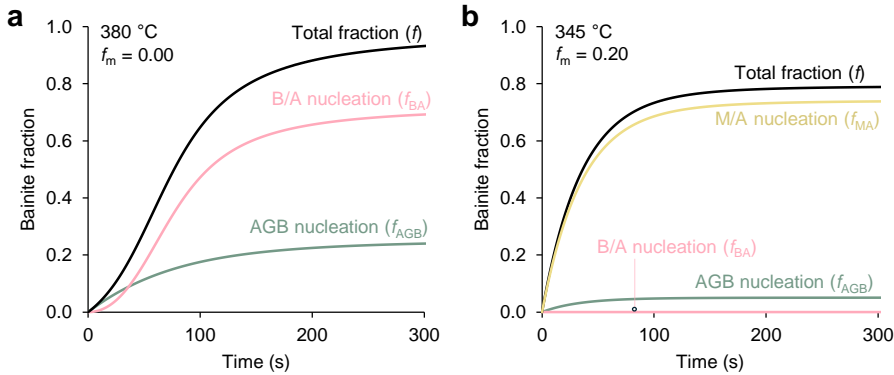 a
380 °C
fm = 0.00
Total fraction (f)
B/A nucleation (fBA)
AGB nucleation (fAGB)
Bainite fraction
1.0
0.8
0.6
0.4
0.2
0.0
0
100
200
300
Time (s)
b
345 °C
fm = 0.20
Total fraction (f)
M/A nucleation (fMA)
B/A nucleation (fBA)
AGB nucleation (fAGB)
Bainite fraction
1.0
0.8
0.6
0.4
0.2
0.0
0
100
200
300
Time (s)